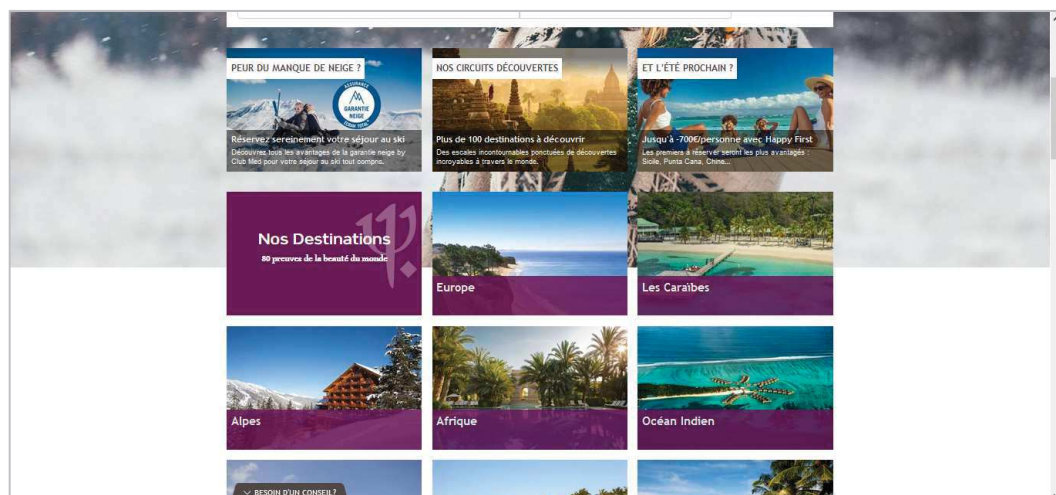 PEUR DU MANQUE DE NEIGE ?
ASSURANCE
GARANTIE
NEIGE
Réservez sereinement votre séjour au ski
Découvrez tous les avantages de la garantie neige by
Club Med pour votre séjour au ski tout compris.
NOS CIRCUITS DÉCOUVERTES
Plus de 100 destinations à découvrir
Des escales incontournables ponctuées de découvertes
incroyables à travers le monde.
ET L'ÉTÉ PROCHAIN ?
Jusqu'à -700€/personne avec Happy First
Les premiers à réserver seront les plus avantagés :
Sicile, Punta Cana, Chine...
Nos Destinations
80 preuves de la beauté du monde
Europe
Les Caraïbes
Alpes
Afrique
Océan Indien
BESOIN D'UN CONSEIL?